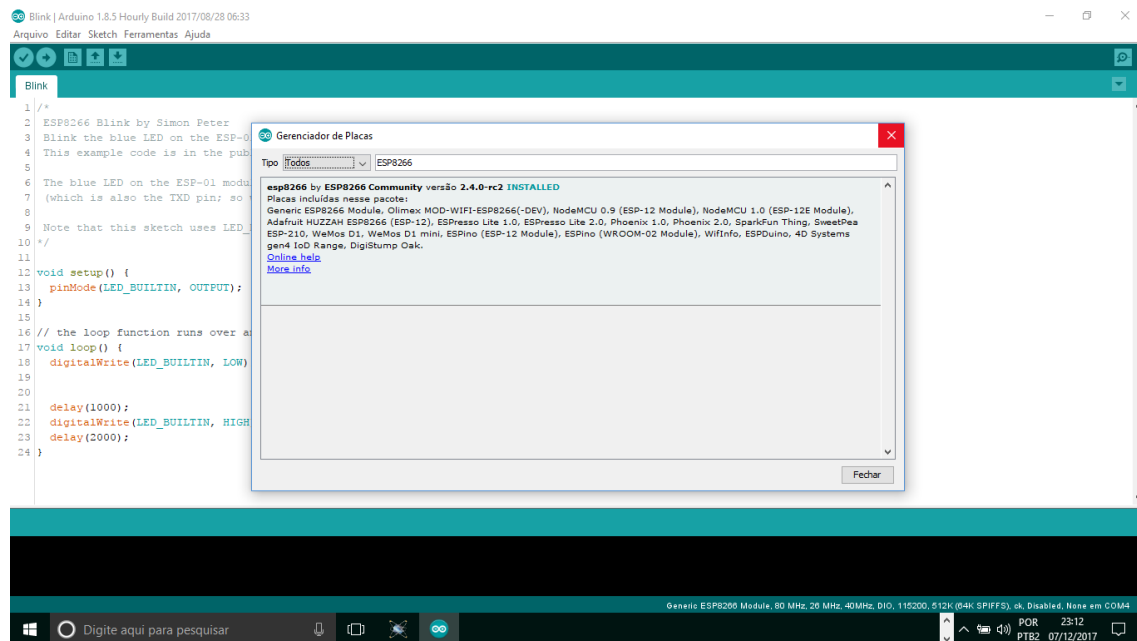 Blink | Arduino 1.8.5 Hourly Build 2017/08/28 06:33
Arquivo Editar Sketch Ferramentas Ajuda
Blink
1 /*
2 ESP8266 Blink by Simon Peter
3 Blink the blue LED on the ESP-0
4 This example code is in the pub
5
6 The blue LED on the ESP-01 modu
7 (which is also the TXD pin; so
8
9 Note that this sketch uses LED_
10 */
11
12 void setup() {
13 pinMode(LED_BUILTIN, OUTPUT);
14 }
15
16 // the loop function runs over a
17 void loop() {
18 digitalWrite(LED_BUILTIN, LOW)
19
20
21 delay(1000);
22 digitalWrite(LED_BUILTIN, HIGH
23 delay(2000);
24 }
Gerenciador de Placas
Tipo Todos ESP8266
esp8266 by ESP8266 Community versão 2.4.0-rc2 INSTALLED
Placas incluídas nesse pacote:
Generic ESP8266 Module, Olimex MOD-WIFI-ESP8266(-DEV), NodeMCU 0.9 (ESP-12 Module), NodeMCU 1.0 (ESP-12E Module),
Adafruit HUZZAH ESP8266 (ESP-12), ESPresso Lite 1.0, ESPresso Lite 2.0, Phoenix 1.0, Phoenix 2.0, SparkFun Thing, SweetPea
ESP-210, WeMos D1, WeMos D1 mini, ESPino (ESP-12 Module), ESPino (WROOM-02 Module), WifInfo, ESPDuino, 4D Systems
gen4 IoD Range, DigiStump Oak.
Online help
More info
Fechar
Generic ESP8266 Module, 80 MHz, 26 MHz, 40MHz, DIO, 115200, 512K (64K SPIFFS), ck, Disabled, None em COM4
Digite aqui para pesquisar
POR
PTB2
23:12
07/12/2017